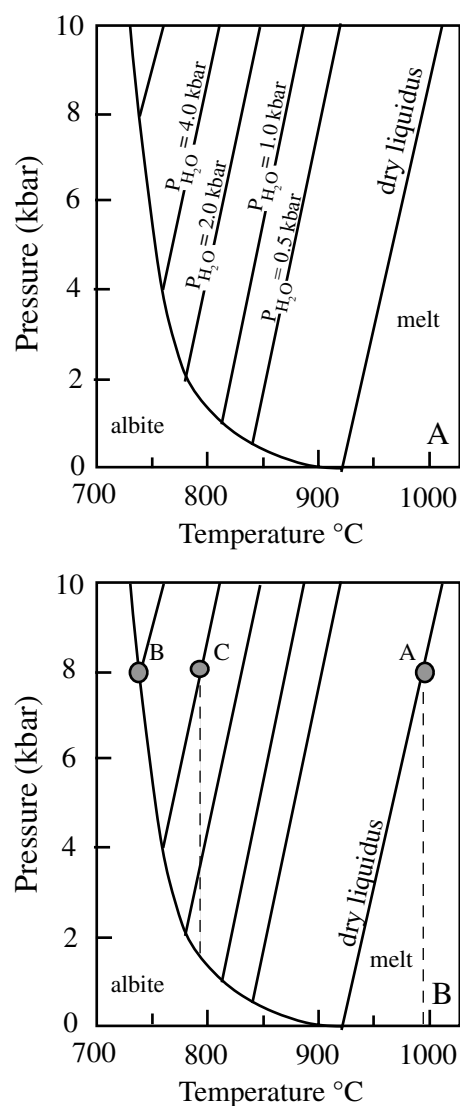 10
8
6
4
2
0
Pressure (kbar)
P_H₂O = 4.0 kbar
P_H₂O = 2.0 kbar
P_H₂O = 1.0 kbar
P_H₂O = 0.5 kbar
dry liquidus
melt
albite
A
700 800 900 1000
Temperature °C
10
8
6
4
2
0
Pressure (kbar)
B C A
dry liquidus
melt
albite
B
700 800 900 1000
Temperature °C